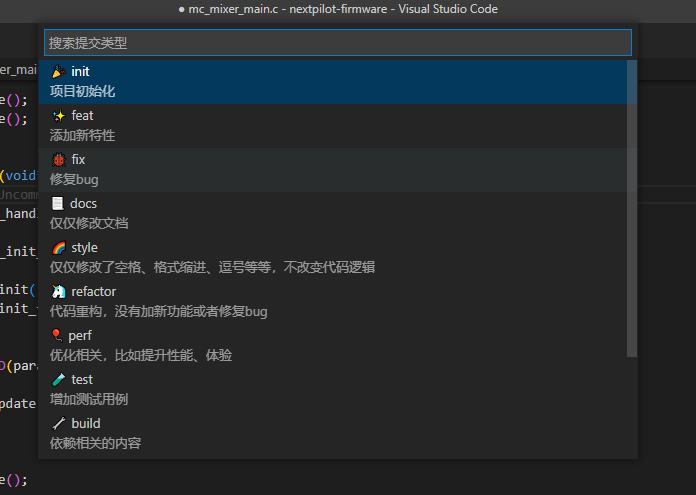 ● mc_mixer_main.c - nextpilot-firmware - Visual Studio Code
搜索提交类型
er_mai
init
项目初始化
e();
feat
e();
添加新特性
fix
(void
修复bug
Uncomm
docs
_handl
仅仅修改文档
style
_init_
仅仅修改了空格、格式缩进、逗号等等，不改变代码逻辑
init(
refactor
init_
代码重构，没有加新功能或者修复bug
perf
优化相关，比如提升性能、体验
(para
test
pdate
增加测试用例
build
依赖相关的内容
e();